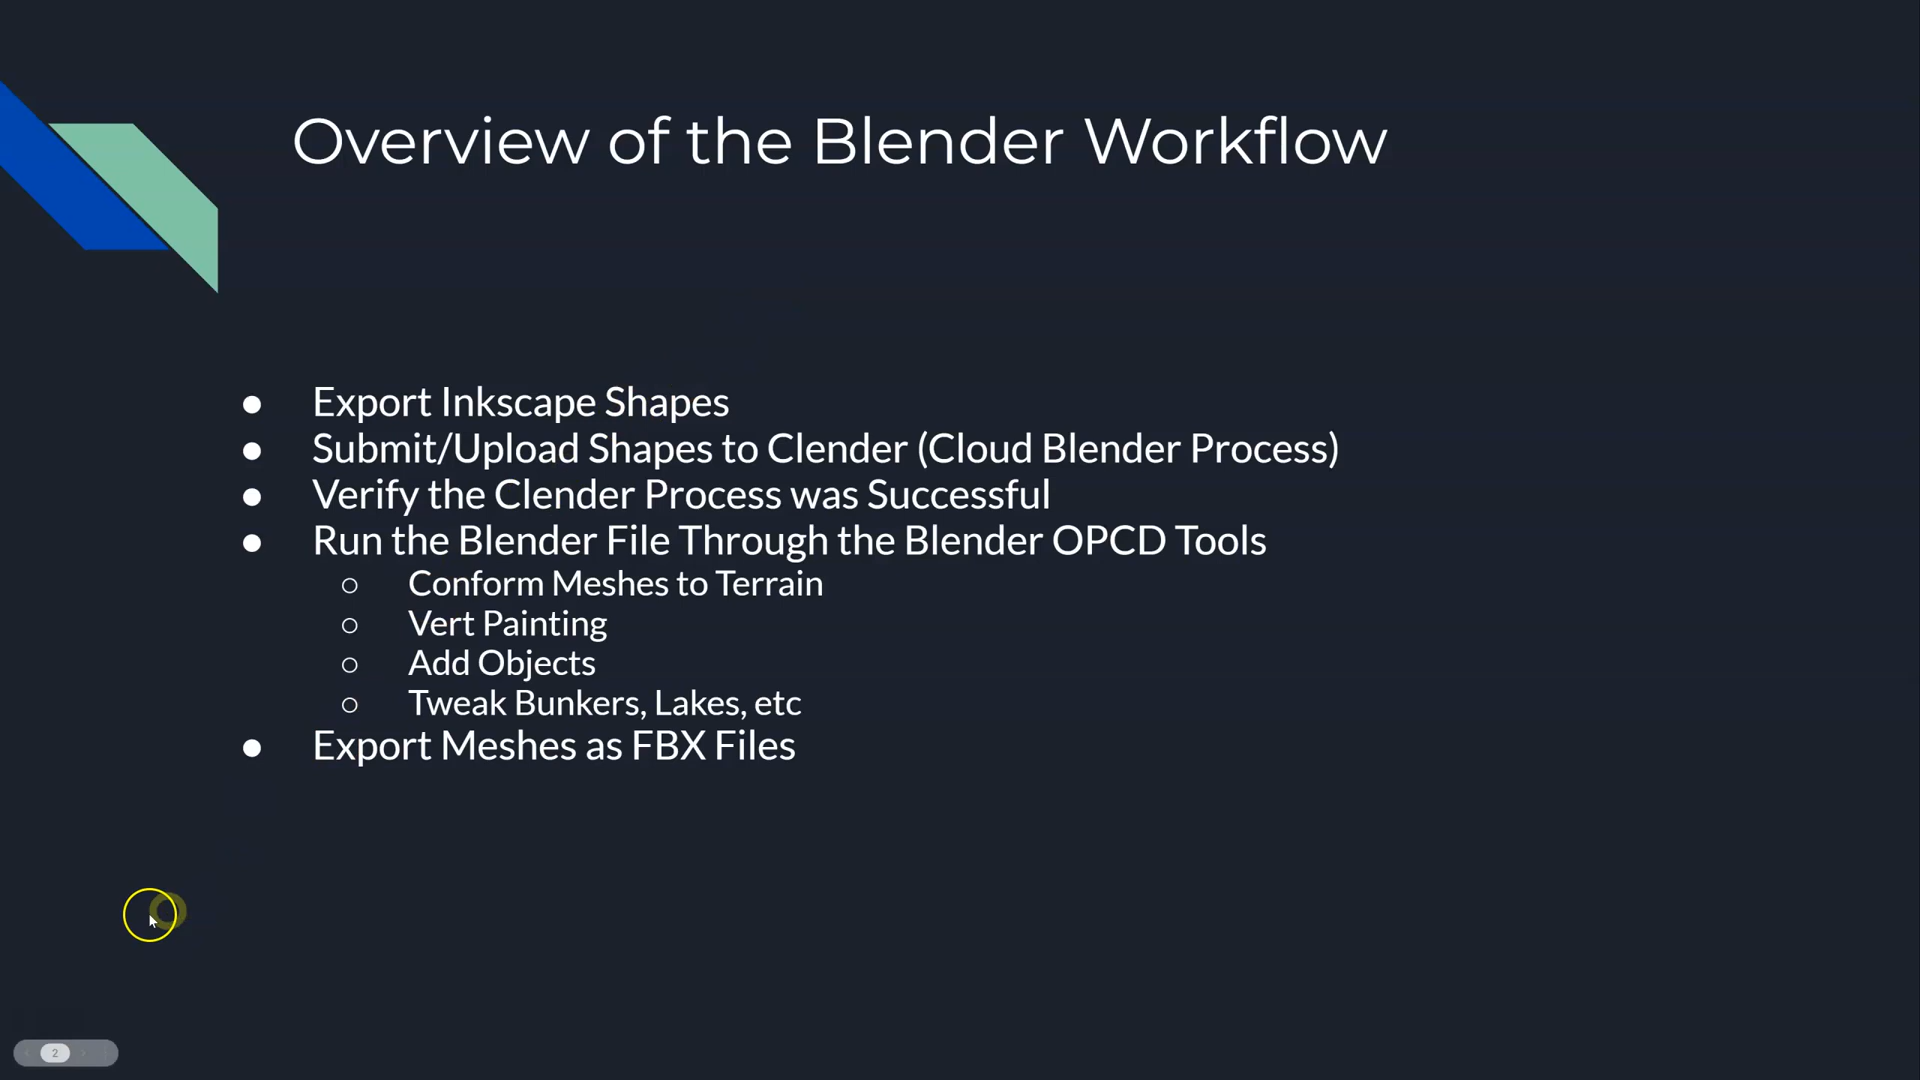 Overview of the Blender Workflow
● Export Inkscape Shapes
● Submit/Upload Shapes to Clender (Cloud Blender Process)
● Verify the Clender Process was Successful
● Run the Blender File Through the Blender OPCD Tools
○ Conform Meshes to Terrain
○ Vert Painting
○ Add Objects
○ Tweak Bunkers, Lakes, etc
● Export Meshes as FBX Files
2